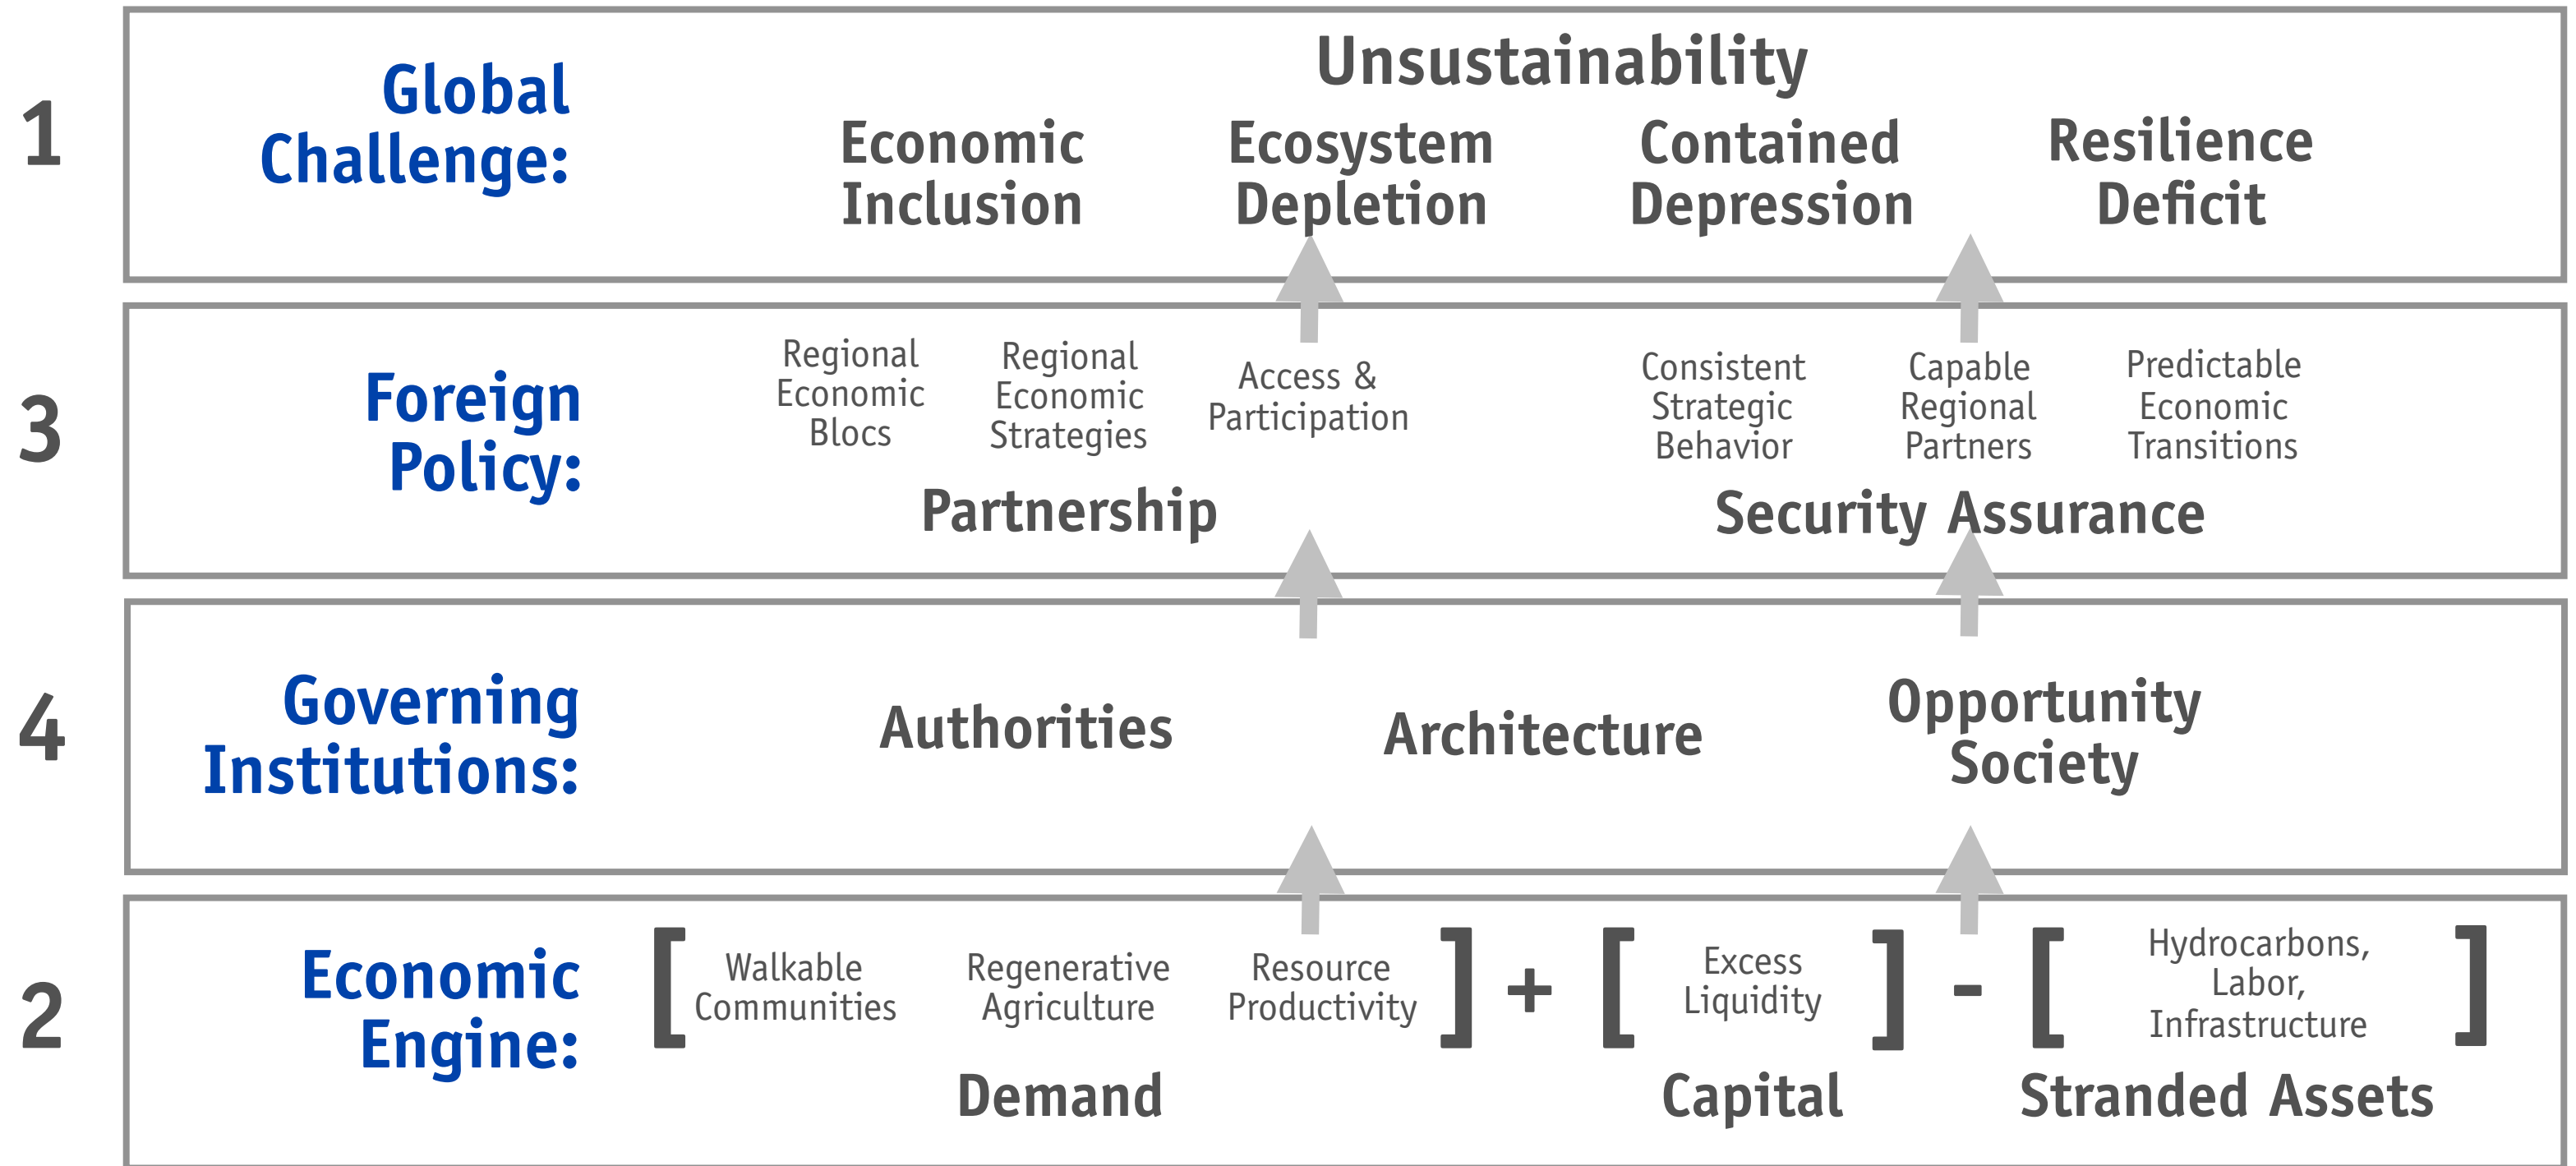 1
Global
Challenge:
Unsustainability
Economic
Inclusion
Ecosystem
Depletion
Contained
Depression
Resilience
Deficit
3
Foreign
Policy:
Regional
Economic
Blocs
Regional
Economic
Strategies
Access &
Participation
Partnership
Consistent
Strategic
Behavior
Capable
Regional
Partners
Predictable
Economic
Transitions
Security Assurance
4
Governing
Institutions:
Authorities
Architecture
Opportunity
Society
2
Economic
Engine:
[
Walkable
Communities
Regenerative
Agriculture
Resource
Productivity
]
Demand
+
[
Excess
Liquidity
]
Capital
-
[
Hydrocarbons,
Labor,
Infrastructure
]
Stranded Assets